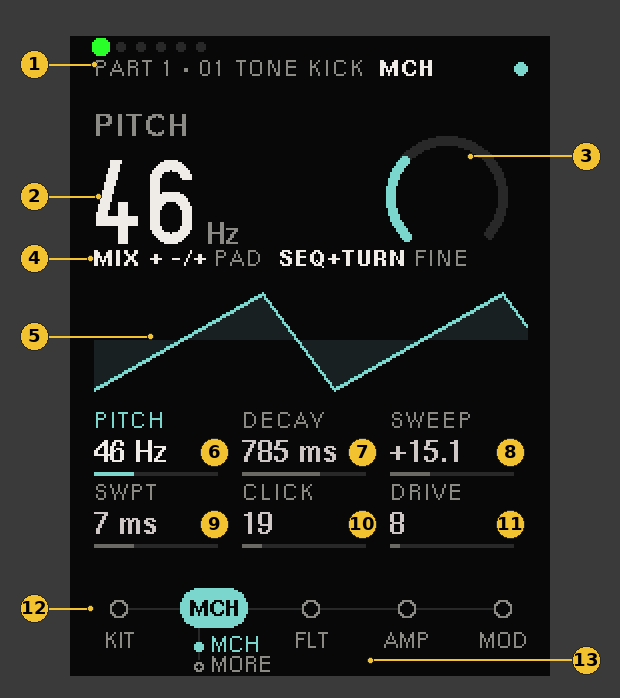 1 PART 1 · 01 TONE KICK MCH
PITCH
3
2 46 Hz
4 MIX + -/+ PAD SEQ+TURN FINE
5
PITCH DECAY SWEEP
46 Hz 6 785 ms 7 +15.1 8
SWPT CLICK DRIVE
7 ms 9 19 10 8 11
12 MCH
KIT MCH FLT AMP MOD
MORE 13